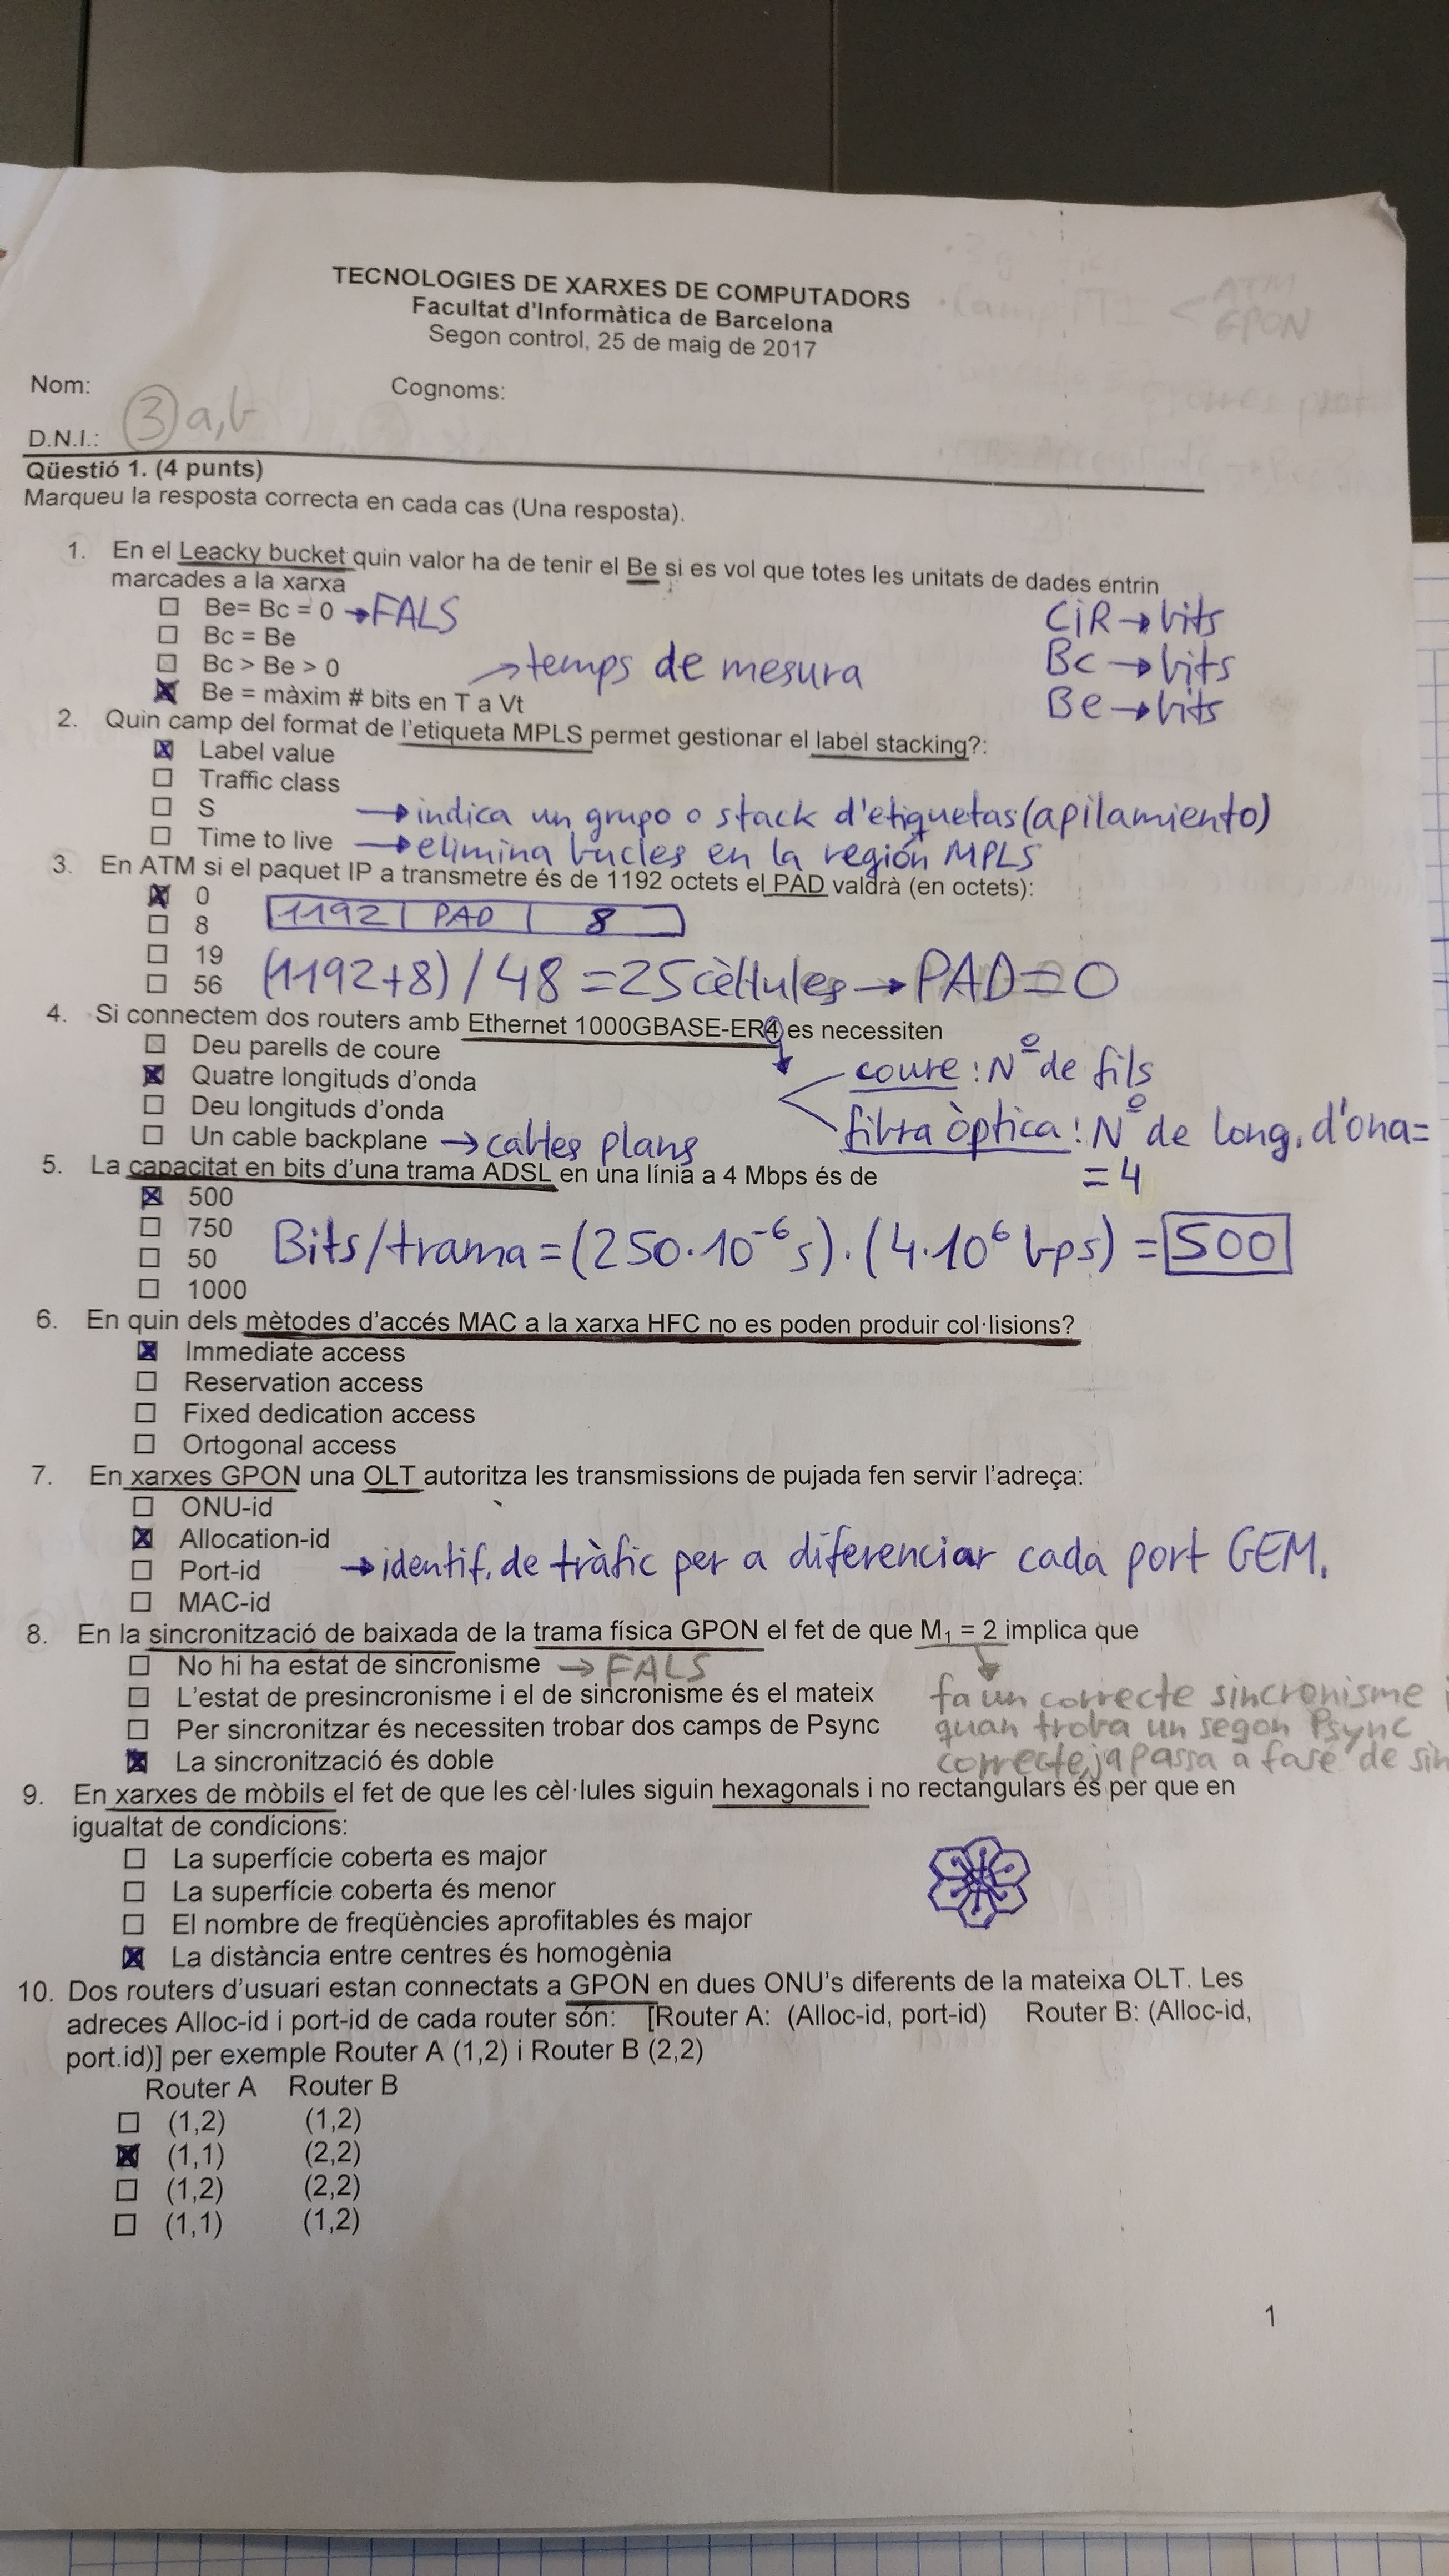 TECNOLOGIES DE XARXES DE COMPUTADORS
Facultat d'Informàtica de Barcelona
Segon control, 25 de maig de 2017
ATM
GPON
Nom: Cognoms:
3 a,b
D.N.I.:
Qüestió 1. (4 punts)
Marqueu la resposta correcta en cada cas (Una resposta).
1. En el Leacky bucket quin valor ha de tenir el Be si es vol que totes les unitats de dades entrin
marcades a la xarxa
Be= Bc = 0 → FALS CIR → bits
Bc = Be
Bc > Be > 0 → temps de mesura Bc → bits
Be = màxim # bits en T a Vt Be → bits
2. Quin camp del format de l'etiqueta MPLS permet gestionar el label stacking?:
Label value
Traffic class
S → indica un grupo o stack d'etiquetas (apilamiento)
Time to live → elimina bucles en la región MPLS
3. En ATM si el paquet IP a transmetre és de 1192 octets el PAD valdrà (en octets):
0
8 1192 | PAD | 8
19
56 (1192+8) / 48 = 25 cèl·lules → PAD = 0
4. Si connectem dos routers amb Ethernet 1000GBASE-ER4 es necessiten
Deu parells de coure
Quatre longituds d'onda coure: Nº de fils
Deu longituds d'onda
Un cable backplane → cables plans fibra òptica: Nº de long. d'ona=
= 4
5. La capacitat en bits d'una trama ADSL en una línia a 4 Mbps és de
500
750
50 Bits/trama = (250·10⁻⁶ s)·(4·10⁶ bps) = 500
1000
6. En quin dels mètodes d'accés MAC a la xarxa HFC no es poden produir col·lisions?
Immediate access
Reservation access
Fixed dedication access
Ortogonal access
7. En xarxes GPON una OLT autoritza les transmissions de pujada fen servir l'adreça:
ONU-id
Allocation-id
Port-id → identif. de tràfic per a diferenciar cada port GEM.
MAC-id
8. En la sincronització de baixada de la trama física GPON el fet de que M₁ = 2 implica que
No hi ha estat de sincronisme → FALS
L'estat de presincronisme i el de sincronisme és el mateix fa un correcte sincronisme
Per sincronitzar és necessiten trobar dos camps de Psync quan troba un segon Psync
La sincronització és doble correcte, ja passa a fase de sin
9. En xarxes de mòbils el fet de que les cèl·lules siguin hexagonals i no rectangulars és per que en
igualtat de condicions:
La superfície coberta es major
La superfície coberta és menor
El nombre de freqüències aprofitables és major
La distància entre centres és homogènia
10. Dos routers d'usuari estan connectats a GPON en dues ONU's diferents de la mateixa OLT. Les
adreces Alloc-id i port-id de cada router són: [Router A: (Alloc-id, port-id) Router B: (Alloc-id,
port.id)] per exemple Router A (1,2) i Router B (2,2)
Router A Router B
(1,2) (1,2)
(1,1) (2,2)
(1,2) (2,2)
(1,1) (1,2)
1